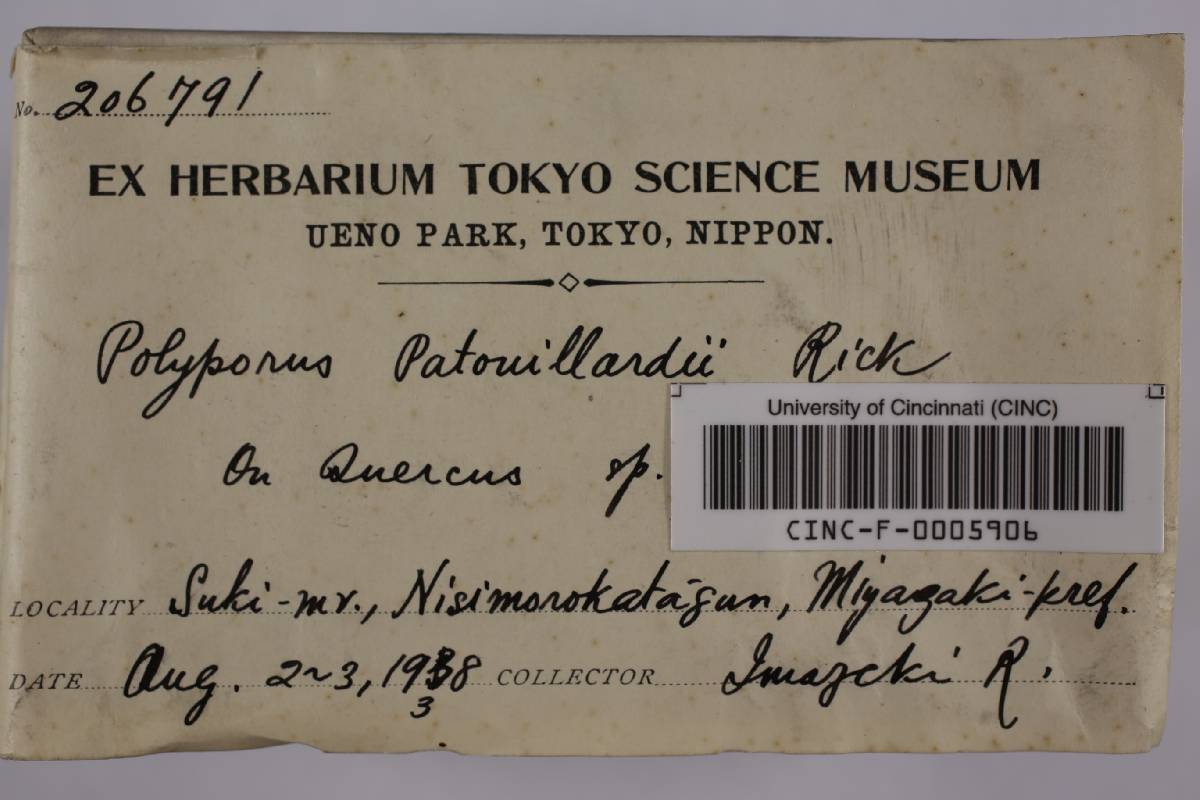 No. 206791
EX HERBARIUM TOKYO SCIENCE MUSEUM
UENO PARK, TOKYO, NIPPON.
Polyporus Patouillardii Rick
On Quercus sp.
University of Cincinnati (CINC)
CINC-F-0005906
LOCALITY Suki-mr., Nisimorokata-gun, Miyazaki-pref.
DATE Aug. 2~3, 1938 COLLECTOR Imazeki R.
3